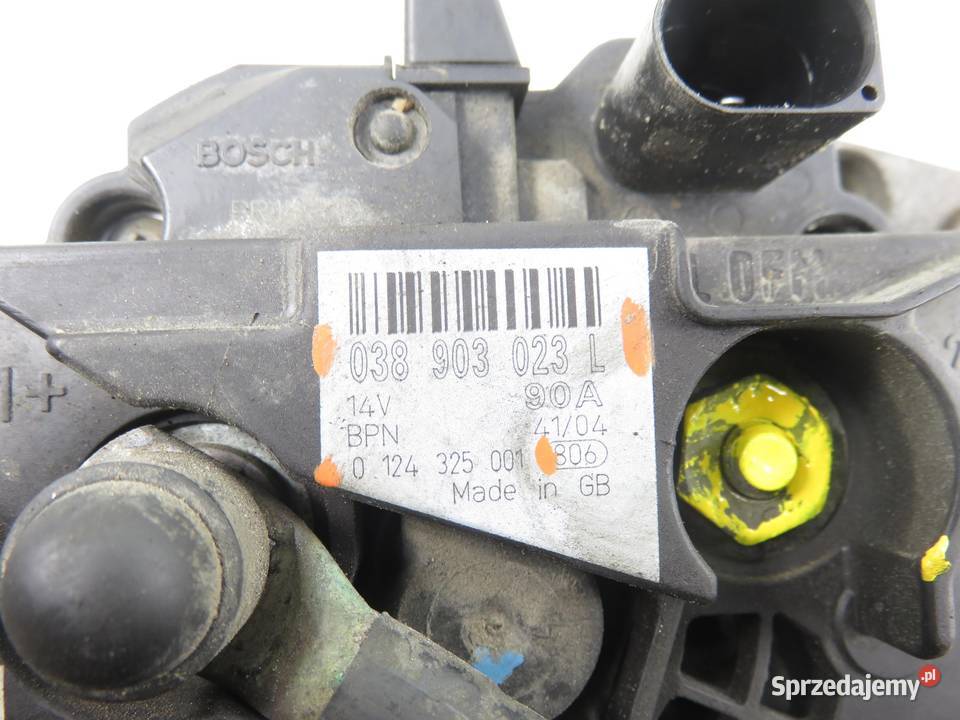 BOSCH
DFM
038 903 023 L
14V 90A
BPN 41/04
0 124 325 001 806
Made in GB
+
Sprzedajemy.pl